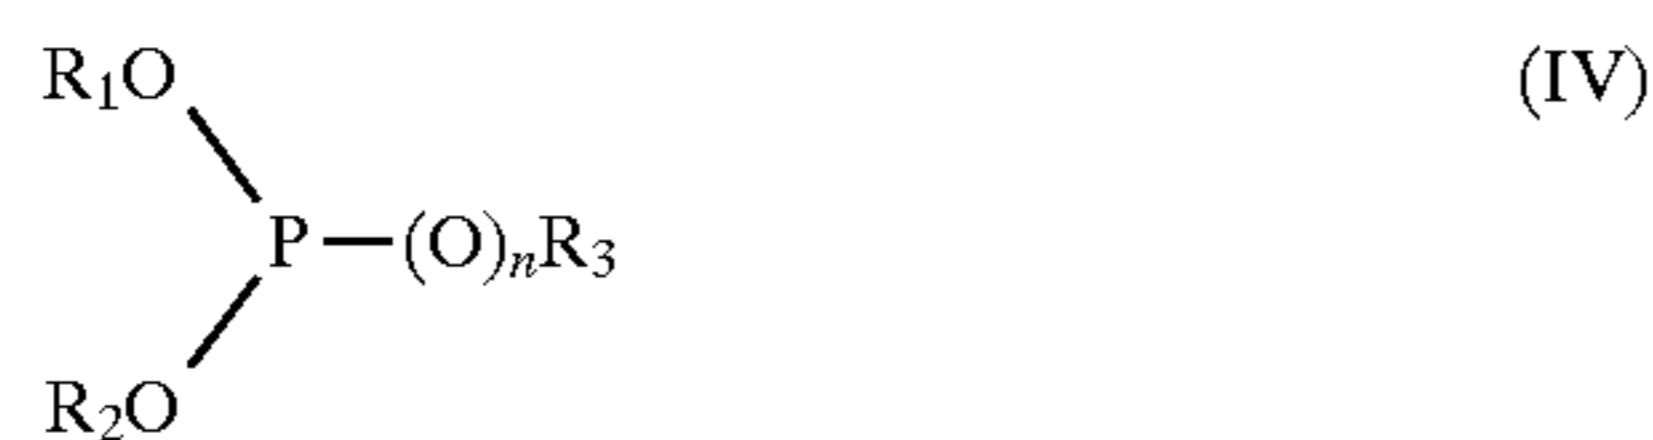 R₁O (IV)
P—(O)ₙR₃
R₂O